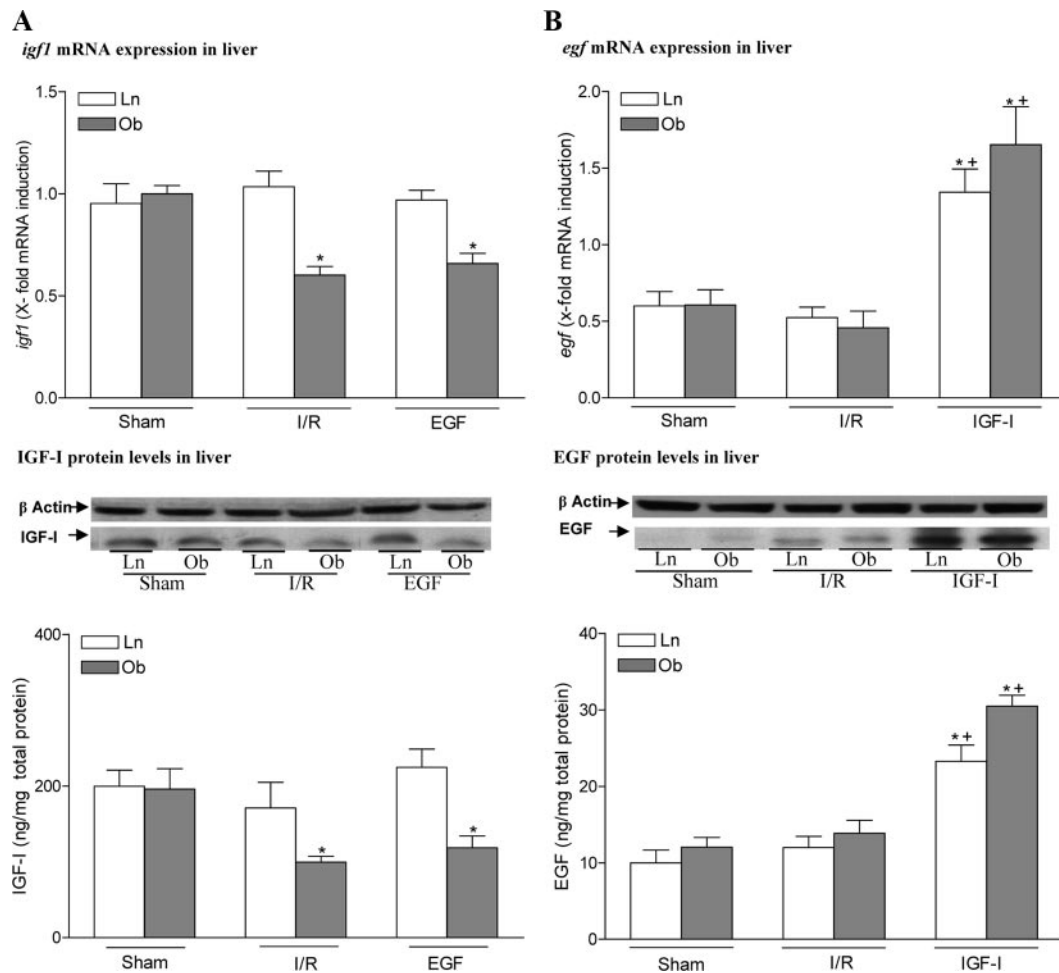 A
igf1 mRNA expression in liver
1.5
1.0
0.5
0.0
igf1 (X- fold mRNA induction)
Ln
Ob
*
*
Sham I/R EGF
IGF-I protein levels in liver
β Actin
IGF-I
Ln Ob Ln Ob Ln Ob
Sham I/R EGF
400
200
0
IGF-I (ng/mg total protein)
Ln
Ob
*
*
Sham I/R EGF
B
egf mRNA expression in liver
2.0
1.5
1.0
0.5
0.0
egf (x-fold mRNA induction)
Ln
Ob
*+
*+
Sham I/R IGF-I
EGF protein levels in liver
β Actin
EGF
Ln Ob Ln Ob Ln Ob
Sham I/R IGF-I
40
30
20
10
0
EGF (ng/mg total protein)
Ln
Ob
*+
*+
Sham I/R IGF-I